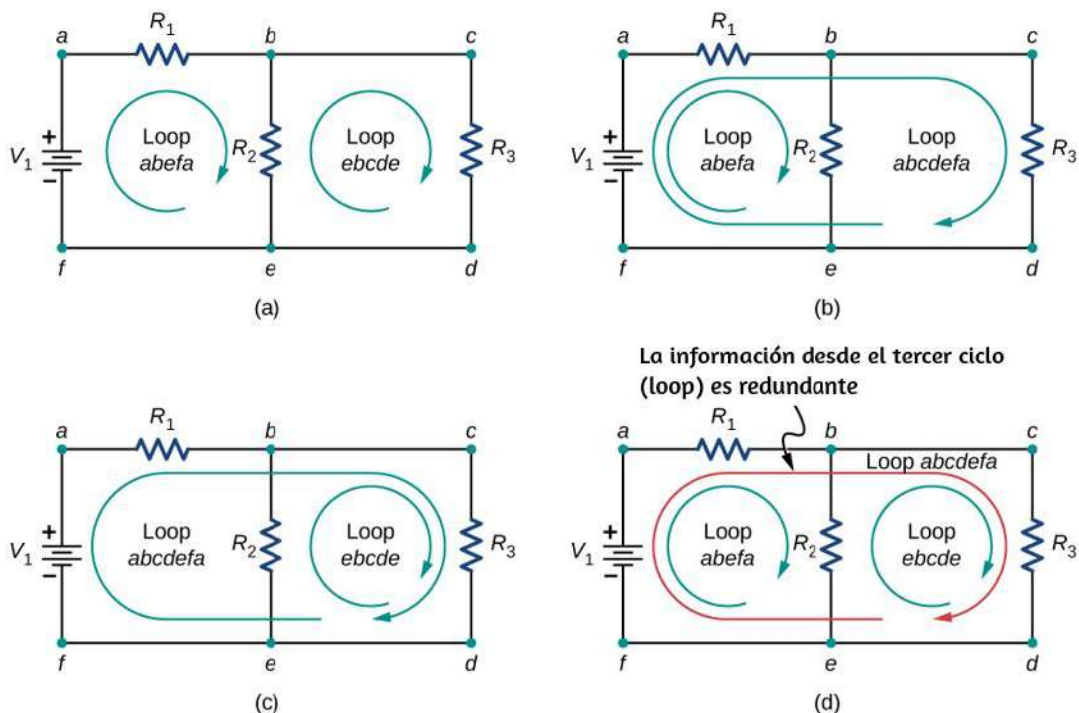 R1
a
b
c
V1
+
−
Loop
abefa
R2
Loop
ebcde
R3
f
e
d
(a)
R1
a
b
c
V1
+
−
Loop
abefa
R2
Loop
abcdefa
R3
f
e
d
(b)
R1
a
b
c
V1
+
−
Loop
abcdefa
R2
Loop
ebcde
R3
f
e
d
(c)
La información desde el tercer ciclo
(loop) es redundante
R1
a
b
c
Loop abcdefa
V1
+
−
Loop
abefa
R2
Loop
ebcde
R3
f
e
d
(d)